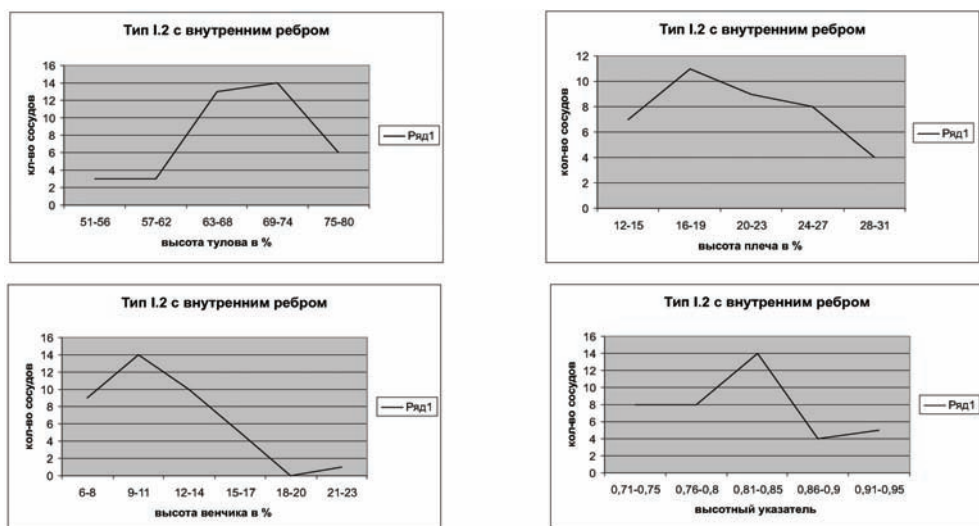 Тип I.2 с внутренним ребром
16
14
12
10
8
6
4
2
0
кл-во сосудов
51-56 57-62 63-68 69-74 75-80
высота тулова в %
Ряд1
Тип I.2 с внутренним ребром
12
10
8
6
4
2
0
кол-во сосудов
12-15 16-19 20-23 24-27 28-31
высота плеча в %
Ряд1
Тип I.2 с внутренним ребром
16
14
12
10
8
6
4
2
0
кол-во сосудов
6-8 9-11 12-14 15-17 18-20 21-23
высота венчика в %
Ряд1
Тип I.2 с внутренним ребром
16
14
12
10
8
6
4
2
0
кол-во сосудов
0,71-0,75 0,76-0,8 0,81-0,85 0,86-0,9 0,91-0,95
высотный указатель
Ряд1